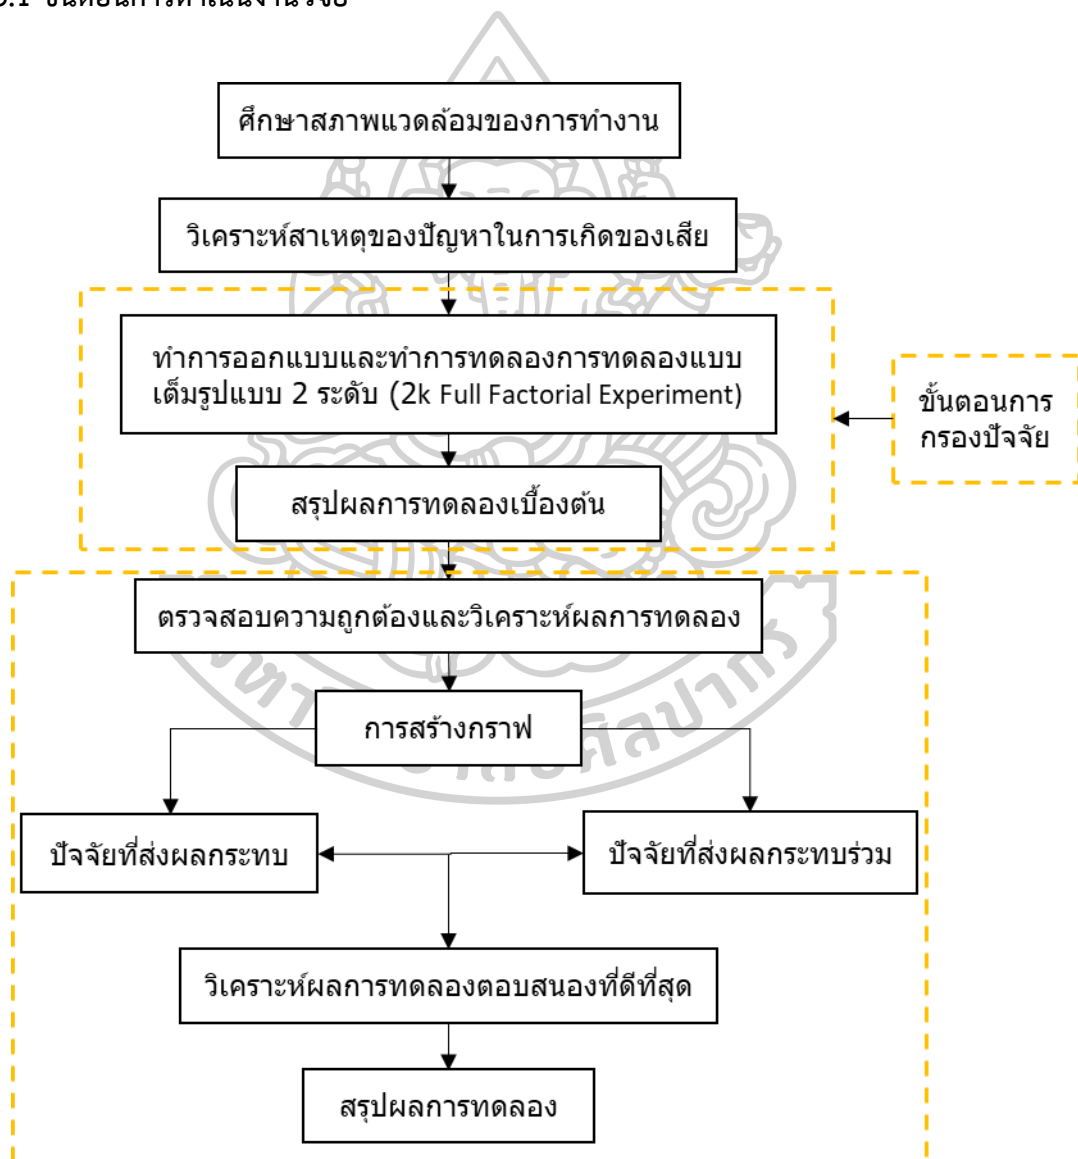 ศึกษาสภาพแวดล้อมของการทำงาน
วิเคราะห์สาเหตุของปัญหาในการเกิดของเสีย
ทำการออกแบบและทำการทดลองการทดลองแบบ
เต็มรูปแบบ 2 ระดับ (2k Full Factorial Experiment)
ขั้นตอนการ
กรองปัจจัย
สรุปผลการทดลองเบื้องต้น
ตรวจสอบความถูกต้องและวิเคราะห์ผลการทดลอง
การสร้างกราฟ
ปัจจัยที่ส่งผลกระทบ
ปัจจัยที่ส่งผลกระทบร่วม
วิเคราะห์ผลการทดลองตอบสนองที่ดีที่สุด
สรุปผลการทดลอง